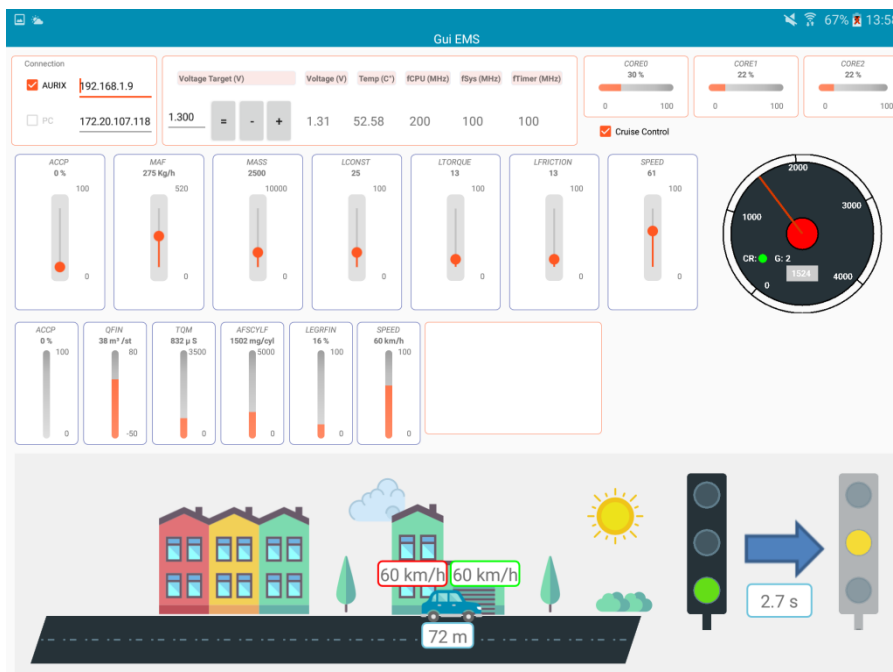 67% 13:58
Gui EMS
Connection
AURIX 192.168.1.9
PC 172.20.107.118
Voltage Target (V) Voltage (V) Temp (C°) fCPU (MHz) fSys (MHz) fTimer (MHz)
1.300 = - + 1.31 52.58 200 100 100
CORE0 CORE1 CORE2
30 % 22 % 22 %
0 100 0 100 0 100
Cruise Control
ACCP MAF MASS LCONST LTORQUE LFRICTION SPEED
0 % 275 Kg/h 2500 25 13 13 61
100 520 10000 100 100 100 100
0 0 0 0 0 0 0
2000
1000 3000
CR: G: 2
1524
0 4000
ACCP QFIN TQM AFSCYLF LEGRFIN SPEED
0 % 38 m³ /st 832 µ S 1502 mg/cyl 16 % 60 km/h
100 80 3500 5000 100 100
0 -50 0 0 0 0
60 km/h 60 km/h
72 m
2.7 s